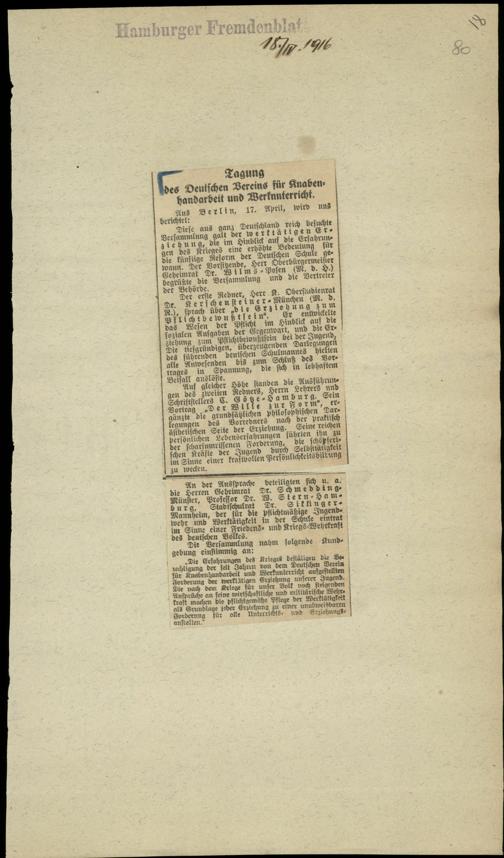 Hamburger Fremdenblat
18/IV.1916
18
80
Tagung
des Deutschen Vereins für Knaben-
handarbeit und Werkunterricht.
Aus Berlin, 17. April, wird uns
berichtet:
Diese aus ganz Deutschland reich besuchte
Versammlung galt der werktätigen Er-
ziehung, die im Hinblick auf die Erfahrun-
gen des Krieges eine erhöhte Bedeutung für
die künftige Reform der Deutschen Schule ge-
wann. Der Vorsitzende, Herr Oberbürgermeister
Geheimrat Dr. Wilms-Posen (M. d. H.)
begrüßte die Versammlung und die Vertreter
der Behörde.
Der erste Redner, Herr K. Oberstudienrat
Dr. Kerschensteiner-München (M. d.
R.), sprach über „die Erziehung zum
Pflichtbewußtsein". Er entwickelte
das Wesen der Pflicht im Hinblick auf die
sozialen Aufgaben der Gegenwart, und die Er-
ziehung zum Pflichtbewußtsein bei der Jugend.
Die tiefgründigen, überzeugenden Darlegungen
des führenden deutschen Schulmannes hielten
alle Anwesenden bis zum Schluß des Vor-
trages in Spannung, die sich in lebhaftem
Beifall auslöste.
Auf gleicher Höhe standen die Ausführun-
gen des zweiten Redners, Herrn Lehrers und
Schriftstellers C. Götze-Hamburg. Sein
Vortrag „Der Wille zur Form", er-
gänzte die grundsätzlichen philosophischen Dar-
legungen des Vorredners nach der praktisch
ästhetischen Seite der Erziehung. Seine reichen
persönlichen Lebenserfahrungen führten ihn zu
der scharfumrissenen Forderung, die schöpferi-
schen Kräfte der Jugend durch Selbsttätigkeit
im Sinne einer kraftvollen Persönlichkeitsbildung
zu wecken.
An der Aussprache beteiligten sich u. a.
die Herren Geheimrat Dr. Schmedding-
Münster, Professor Dr. W. Stern-Ham-
burg, Stadtschulrat Dr. Sickinger-
Mannheim, der für die pflichtmäßige Jugend-
wehr und Werktätigkeit in der Schule eintrat
im Sinne einer Friedens- und Kriegs-Wehrkraft
des deutschen Volkes.
Die Versammlung nahm folgende Kund-
gebung einstimmig an:
„Die Erfahrungen des Krieges bestätigen die Be-
rechtigung der seit Jahren von dem Deutschen Verein
für Knabenhandarbeit und Werkunterricht aufgestellten
Forderung der werktätigen Erziehung unserer Jugend.
Die nach dem Kriege für unser Volk noch steigenden
Ansprüche an seine wirtschaftliche und militärische Wehr-
kraft machen die pflichtgemäße Pflege der Werktätigkeit
als Grundlage jeder Erziehung zu einer unabweisbaren
Forderung für alle Unterrichts- und Erziehungs-
anstalten."